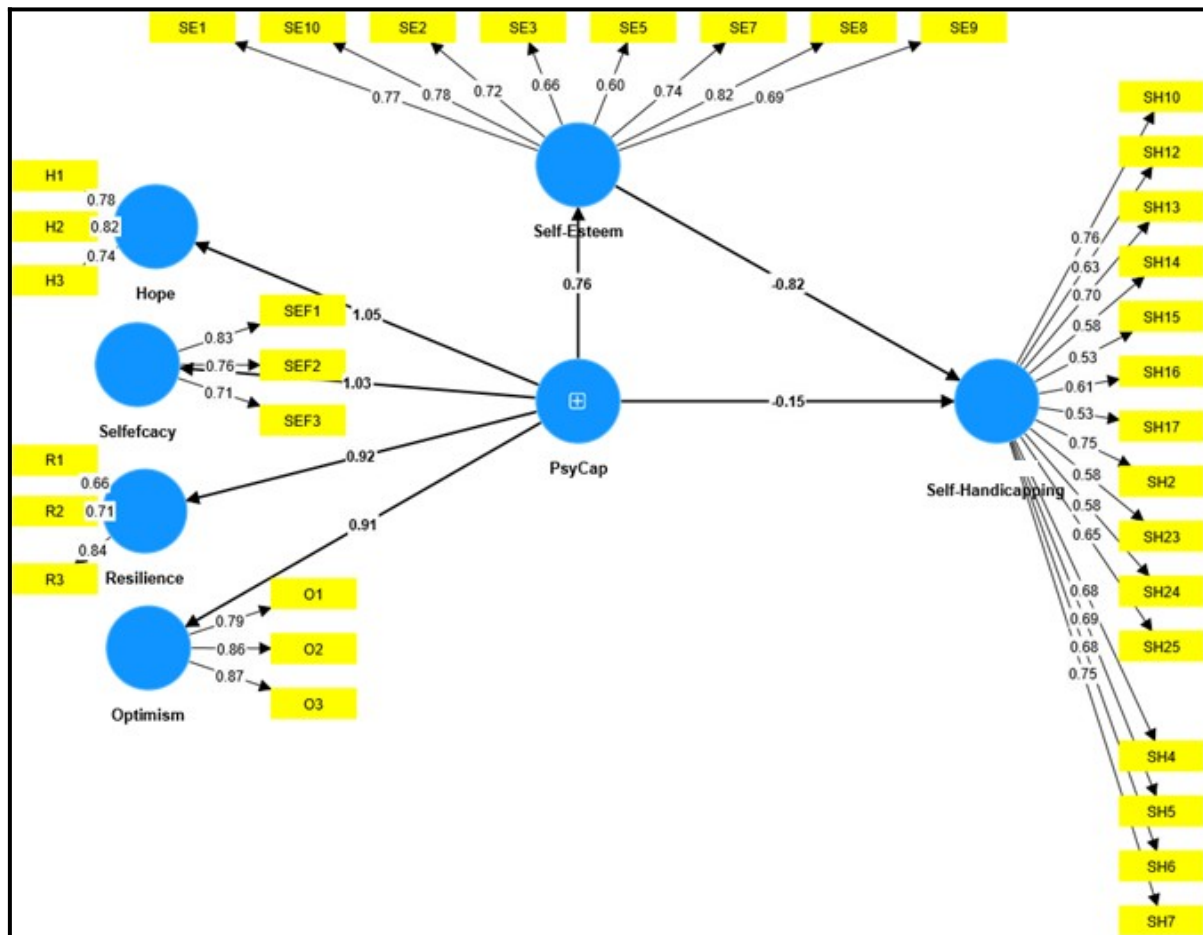 SE1 SE10 SE2 SE3 SE5 SE7 SE8 SE9
0.77 0.78 0.72 0.66 0.60 0.74 0.82 0.69
Self-Esteem
H1
H2
H3
0.78
0.82
0.74
Hope
SEF1
SEF2
SEF3
0.83
0.76
0.71
Selfefcacy
R1
R2
R3
0.66
0.71
0.84
Resilience
O1
O2
O3
0.79
0.86
0.87
Optimism
1.05
1.03
0.92
0.91
0.76
-0.82
-0.15
PsyCap
Self-Handicapping
0.76
0.63
0.70
0.58
0.53
0.61
0.53
0.75
0.58
0.58
0.65
0.68
0.69
0.68
0.75
SH10
SH12
SH13
SH14
SH15
SH16
SH17
SH2
SH23
SH24
SH25
SH4
SH5
SH6
SH7